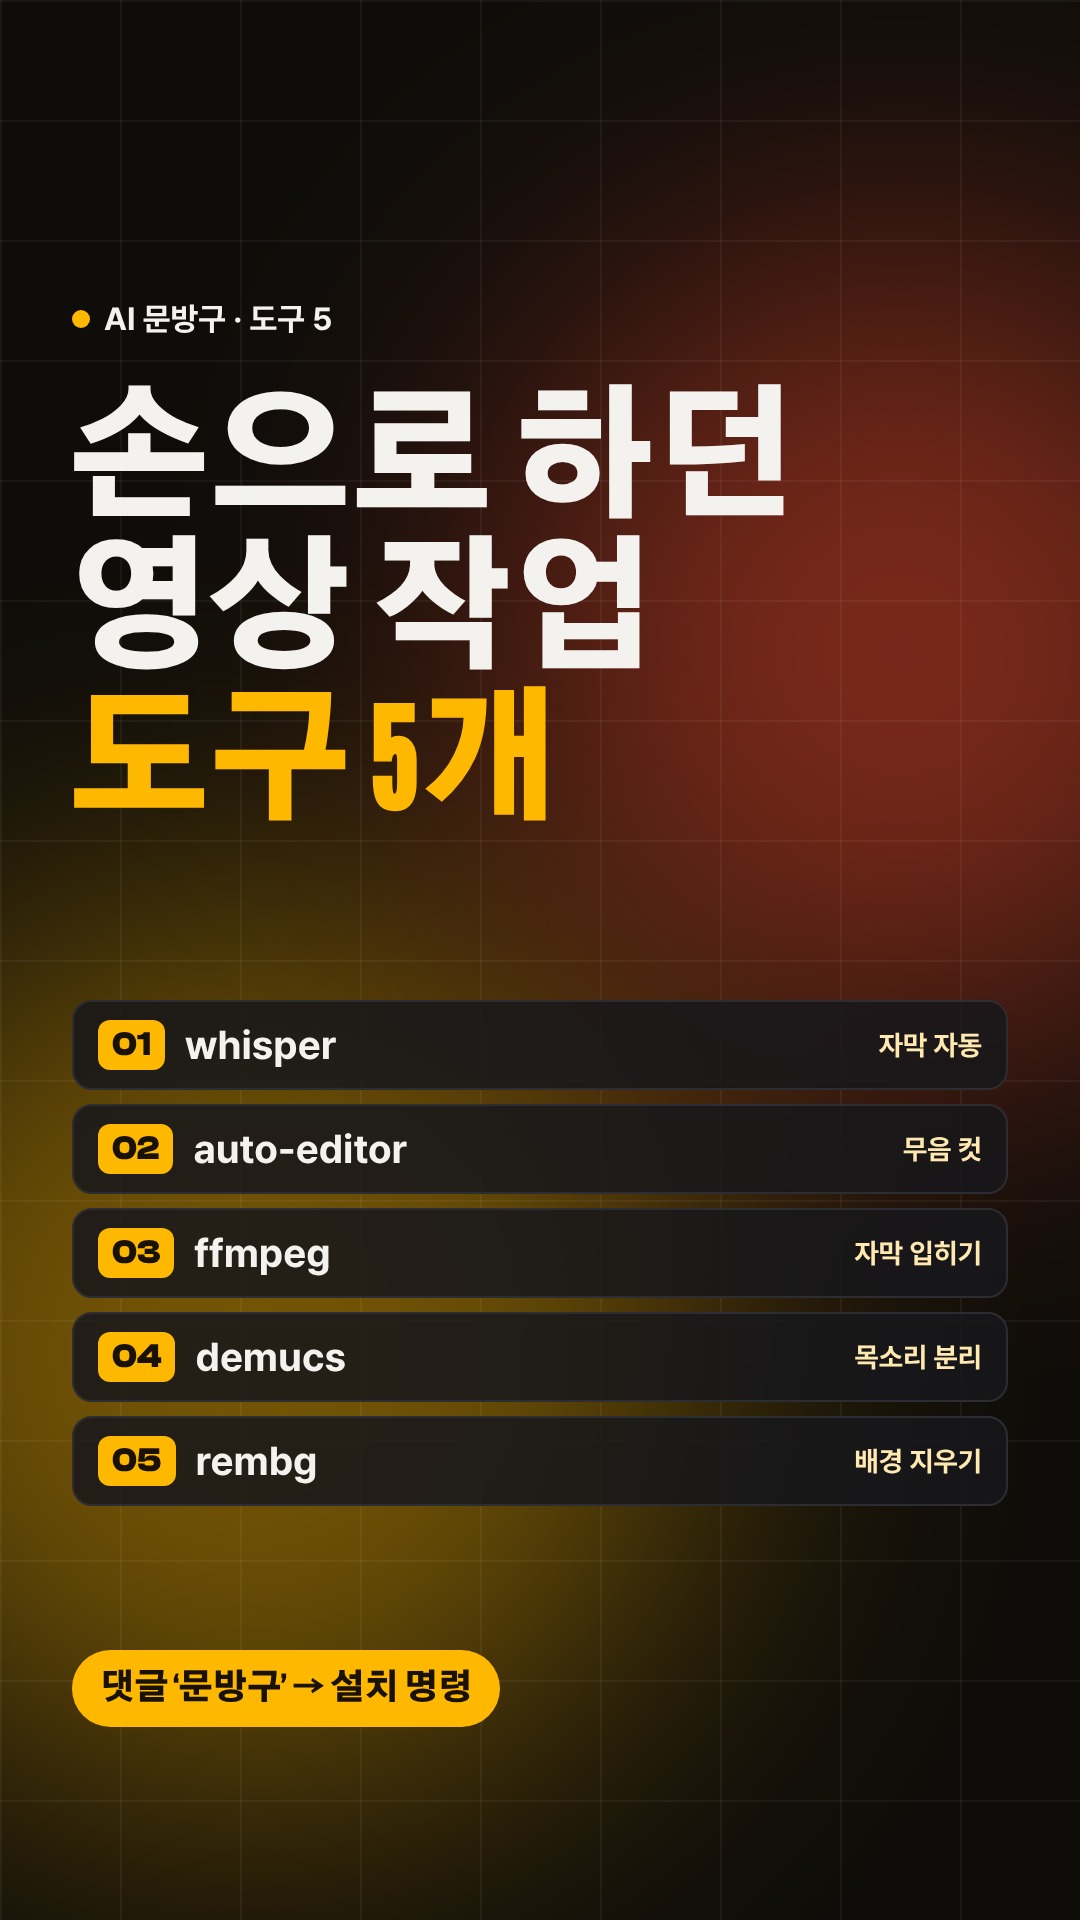 AI 문방구 · 도구 5
손으로 하던
영상 작업
도구 5개
01 whisper 자막 자동
02 auto-editor 무음 컷
03 ffmpeg 자막 입히기
04 demucs 목소리 분리
05 rembg 배경 지우기
댓글 ‘문방구’ → 설치 명령